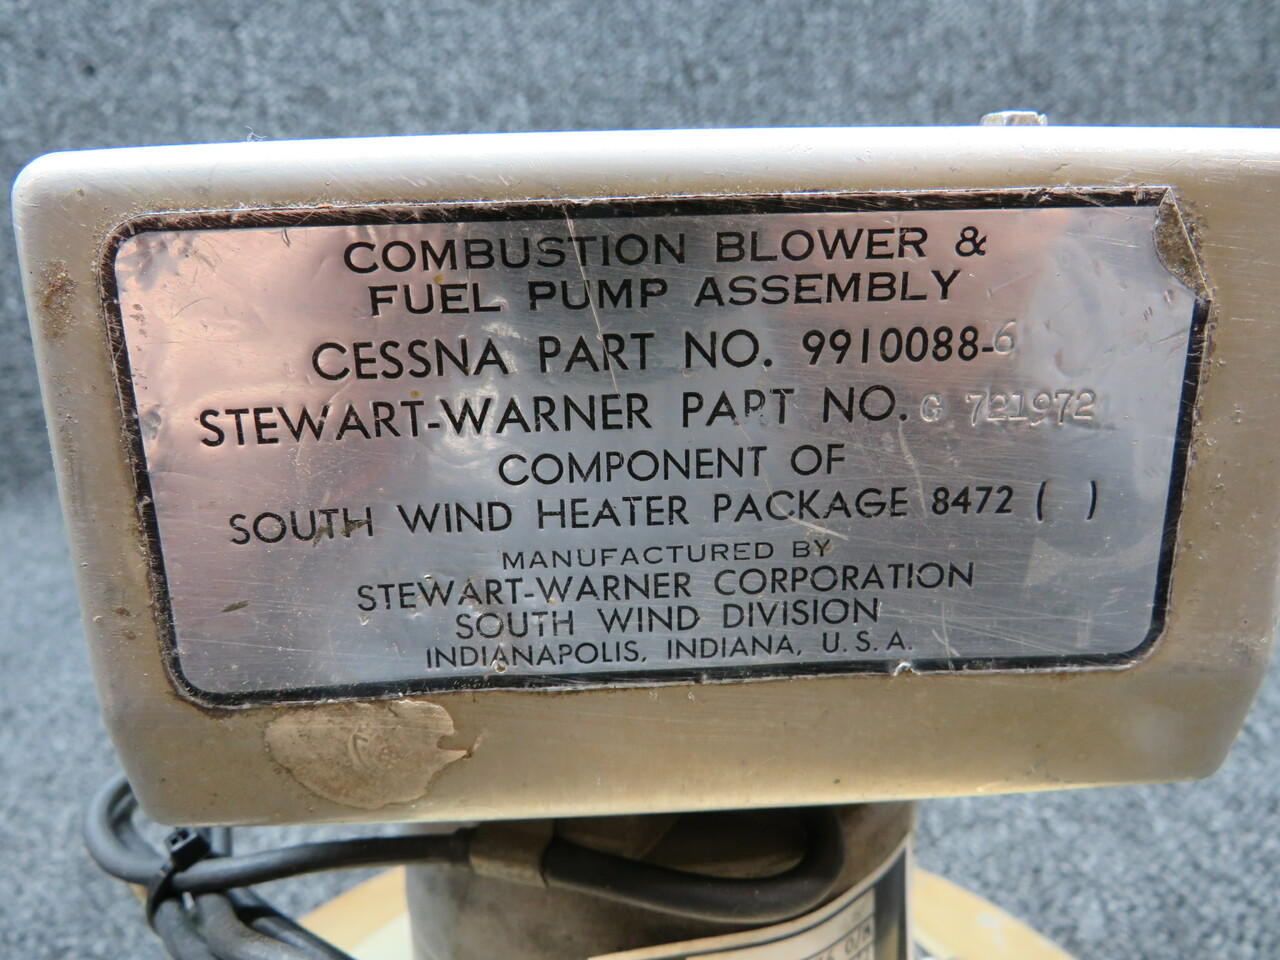 COMBUSTION BLOWER &
FUEL PUMP ASSEMBLY
CESSNA PART NO. 9910088-6
STEWART-WARNER PART NO. G 721972
COMPONENT OF
SOUTH WIND HEATER PACKAGE 8472 ( )
MANUFACTURED BY
STEWART-WARNER CORPORATION
SOUTH WIND DIVISION
INDIANAPOLIS, INDIANA, U. S. A.